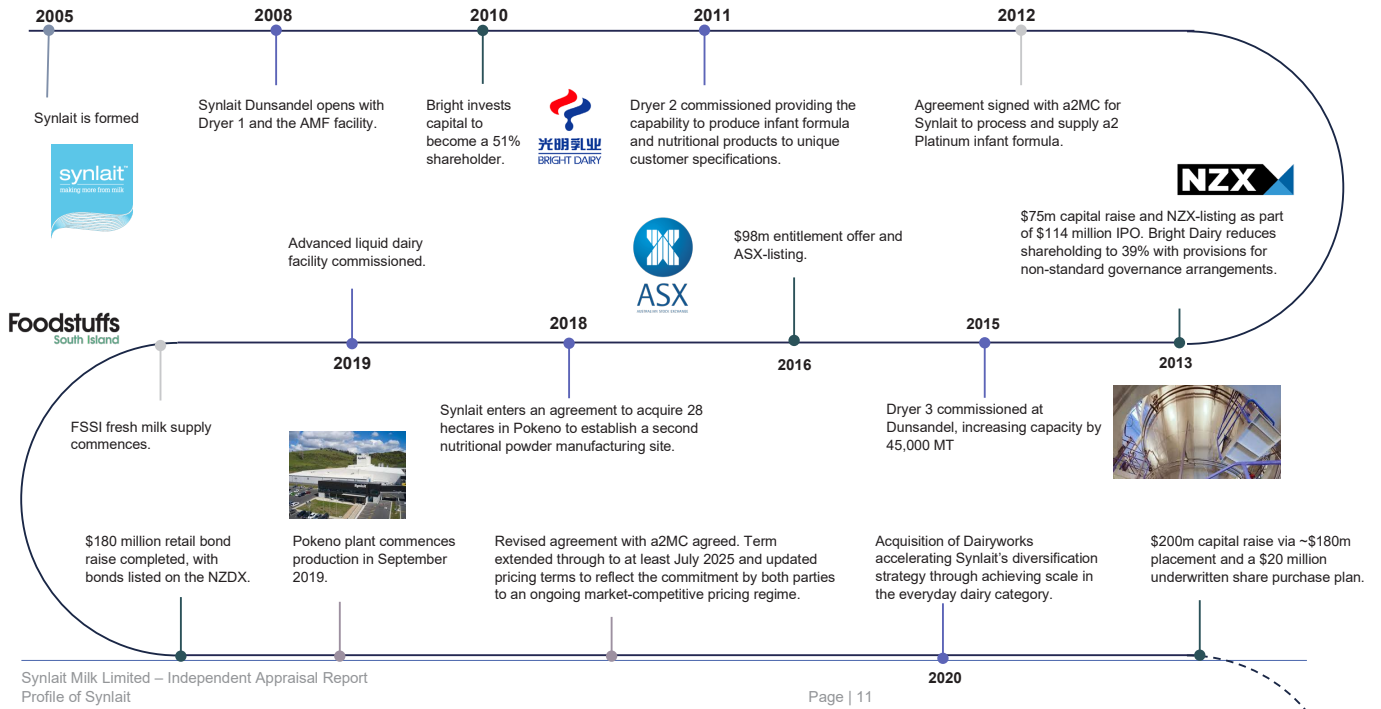 2005
2008
2010
2011
2012
Synlait is formed
synlait™
making more from milk
Synlait Dunsandel opens with
Dryer 1 and the AMF facility.
Bright invests
capital to
become a 51%
shareholder.
光明乳业
BRIGHT DAIRY
Dryer 2 commissioned providing the
capability to produce infant formula
and nutritional products to unique
customer specifications.
Agreement signed with a2MC for
Synlait to process and supply a2
Platinum infant formula.
NZX
$75m capital raise and NZX-listing as part
of $114 million IPO. Bright Dairy reduces
shareholding to 39% with provisions for
non-standard governance arrangements.
2013
2015
Dryer 3 commissioned at
Dunsandel, increasing capacity by
45,000 MT
$98m entitlement offer and
ASX-listing.
2016
ASX
AUSTRALIAN STOCK EXCHANGE
2018
Synlait enters an agreement to acquire 28
hectares in Pokeno to establish a second
nutritional powder manufacturing site.
Advanced liquid dairy
facility commissioned.
2019
Foodstuffs
South Island
FSSI fresh milk supply
commences.
Synlait
$180 million retail bond
raise completed, with
bonds listed on the NZDX.
Pokeno plant commences
production in September
2019.
Revised agreement with a2MC agreed. Term
extended through to at least July 2025 and updated
pricing terms to reflect the commitment by both parties
to an ongoing market-competitive pricing regime.
Acquisition of Dairyworks
accelerating Synlait's diversification
strategy through achieving scale in
the everyday dairy category.
2020
$200m capital raise via ~$180m
placement and a $20 million
underwritten share purchase plan.
Synlait Milk Limited – Independent Appraisal Report
Profile of Synlait
Page | 11